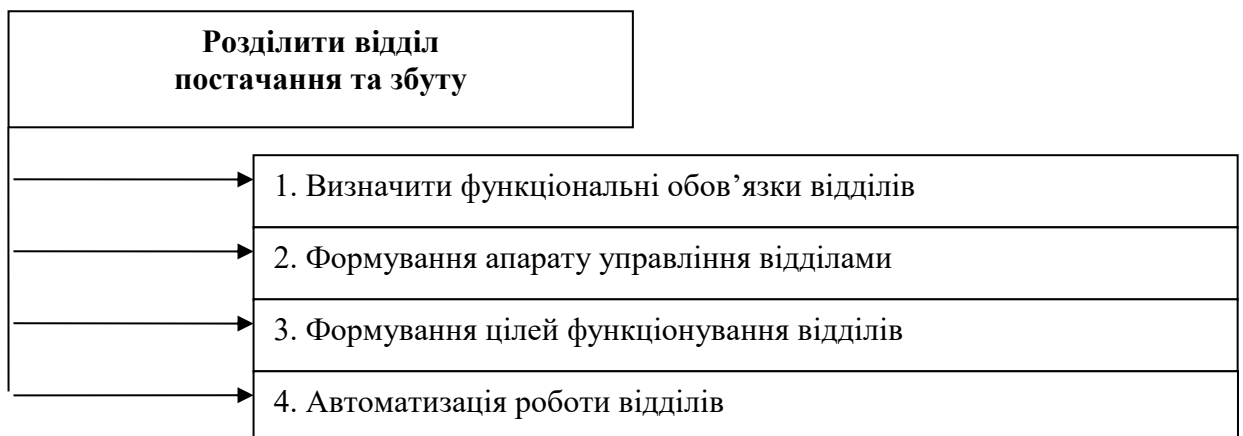 Розділити відділ
постачання та збуту
1. Визначити функціональні обов’язки відділів
2. Формування апарату управління відділами
3. Формування цілей функціонування відділів
4. Автоматизація роботи відділів